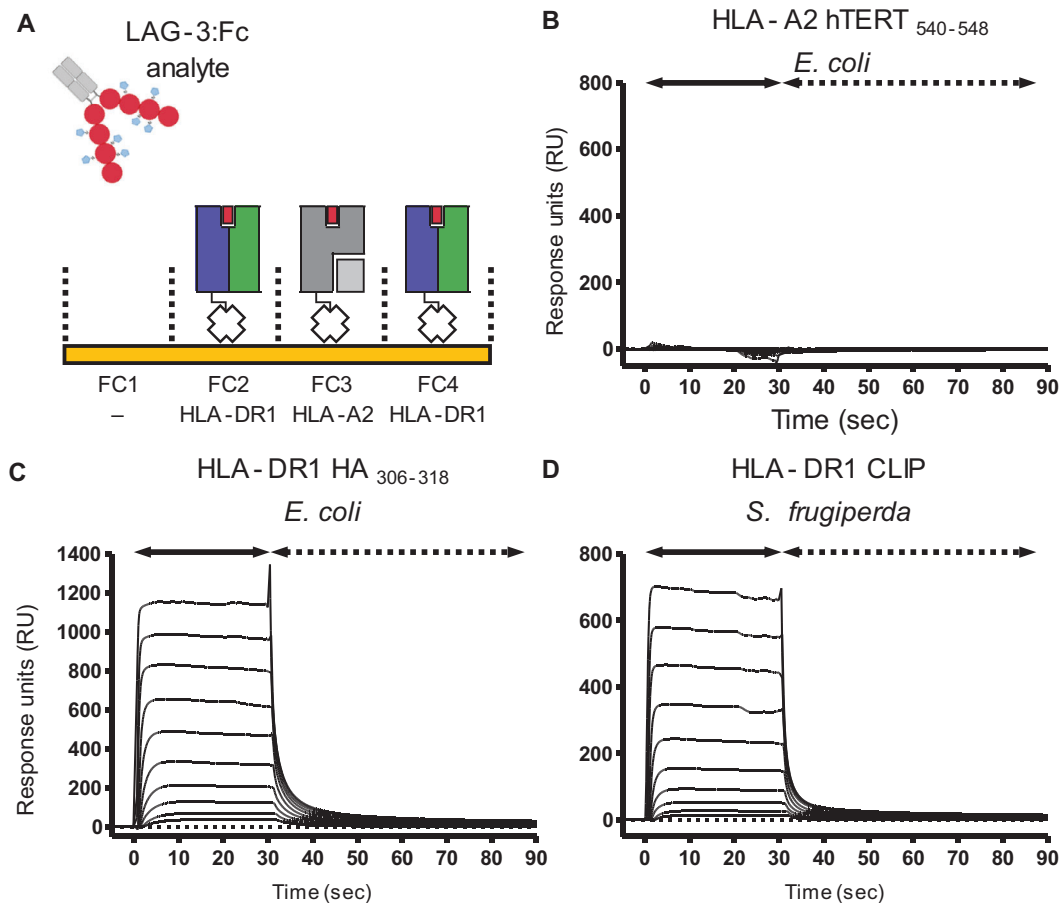 A
LAG-3:Fc
analyte
FC1 FC2 FC3 FC4
– HLA-DR1 HLA-A2 HLA-DR1
B
HLA-A2 hTERT 540-548
E. coli
800
600
400
200
0
Response units (RU)
0 10 20 30 40 50 60 70 80 90
Time (sec)
C
HLA-DR1 HA 306-318
E. coli
1400
1200
1000
800
600
400
200
0
Response units (RU)
0 10 20 30 40 50 60 70 80 90
Time (sec)
D
HLA-DR1 CLIP
S. frugiperda
800
600
400
200
0
Response units (RU)
0 10 20 30 40 50 60 70 80 90
Time (sec)